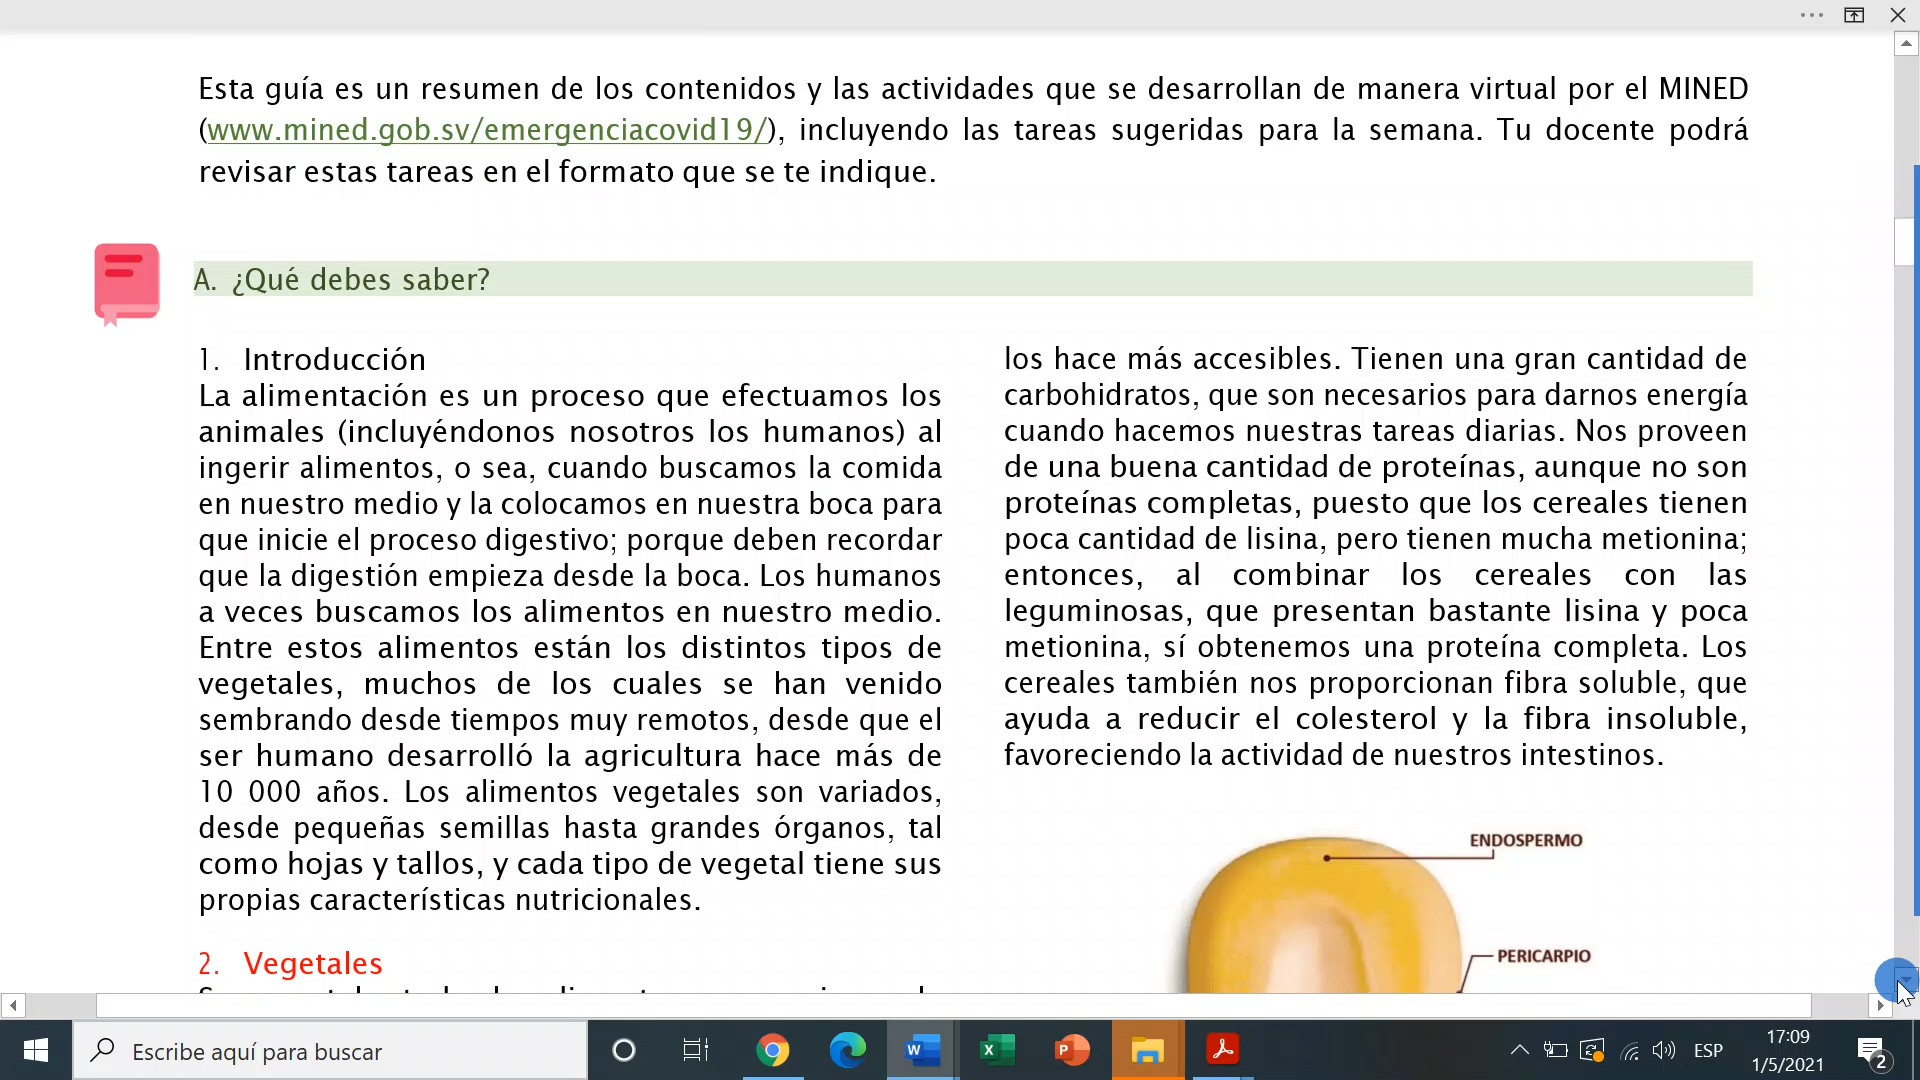 Esta guía es un resumen de los contenidos y las actividades que se desarrollan de manera virtual por el MINED
(www.mined.gob.sv/emergenciacovid19/), incluyendo las tareas sugeridas para la semana. Tu docente podrá
revisar estas tareas en el formato que se te indique.
A. ¿Qué debes saber?
1. Introducción
La alimentación es un proceso que efectuamos los
animales (incluyéndonos nosotros los humanos) al
ingerir alimentos, o sea, cuando buscamos la comida
en nuestro medio y la colocamos en nuestra boca para
que inicie el proceso digestivo; porque deben recordar
que la digestión empieza desde la boca. Los humanos
a veces buscamos los alimentos en nuestro medio.
Entre estos alimentos están los distintos tipos de
vegetales, muchos de los cuales se han venido
sembrando desde tiempos muy remotos, desde que el
ser humano desarrolló la agricultura hace más de
10 000 años. Los alimentos vegetales son variados,
desde pequeñas semillas hasta grandes órganos, tal
como hojas y tallos, y cada tipo de vegetal tiene sus
propias características nutricionales.
2. Vegetales
los hace más accesibles. Tienen una gran cantidad de
carbohidratos, que son necesarios para darnos energía
cuando hacemos nuestras tareas diarias. Nos proveen
de una buena cantidad de proteínas, aunque no son
proteínas completas, puesto que los cereales tienen
poca cantidad de lisina, pero tienen mucha metionina;
entonces, al combinar los cereales con las
leguminosas, que presentan bastante lisina y poca
metionina, sí obtenemos una proteína completa. Los
cereales también nos proporcionan fibra soluble, que
ayuda a reducir el colesterol y la fibra insoluble,
favoreciendo la actividad de nuestros intestinos.
ENDOSPERMO
PERICARPIO
Escribe aquí para buscar
ESP
17:09
1/5/2021
2